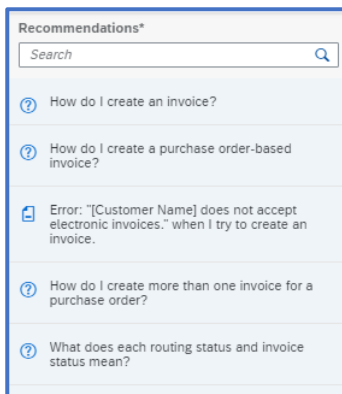 Recommendations*
Search
How do I create an invoice?
How do I create a purchase order-based
invoice?
Error: "[Customer Name] does not accept
electronic invoices." when I try to create an
invoice.
How do I create more than one invoice for a
purchase order?
What does each routing status and invoice
status mean?